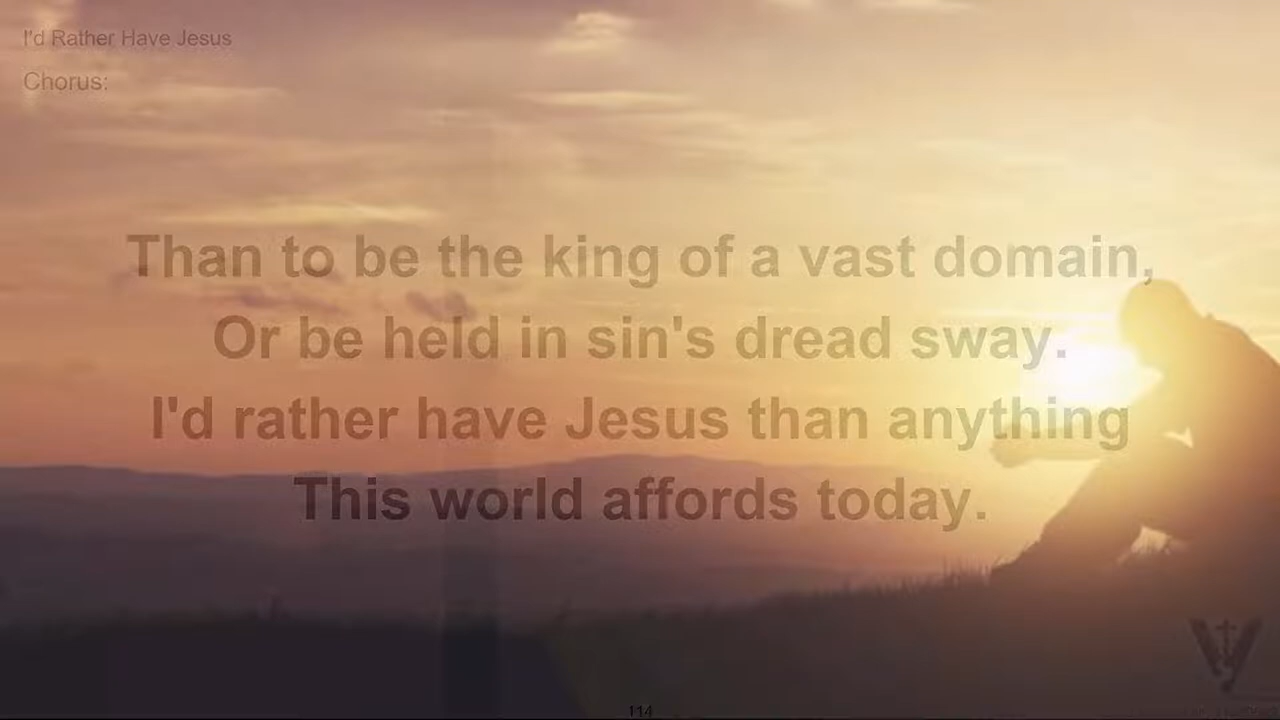 I'd Rather Have Jesus
Chorus:
Than to be the king of a vast domain,
Or be held in sin's dread sway.
I'd rather have Jesus than anything
This world affords today.
114